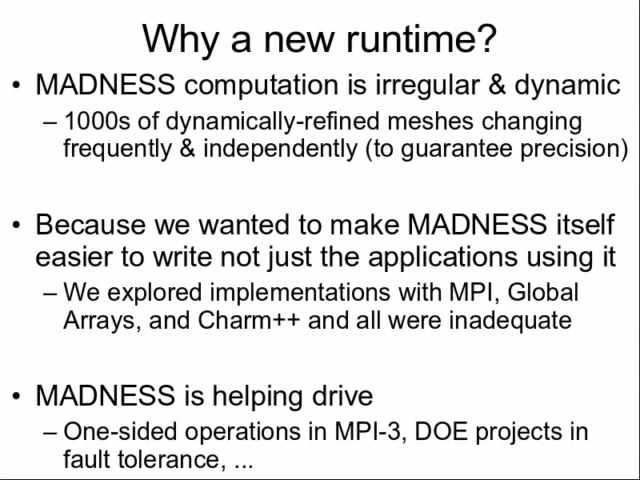 Why a new runtime?
• MADNESS computation is irregular & dynamic
– 1000s of dynamically-refined meshes changing
frequently & independently (to guarantee precision)
• Because we wanted to make MADNESS itself
easier to write not just the applications using it
– We explored implementations with MPI, Global
Arrays, and Charm++ and all were inadequate
• MADNESS is helping drive
– One-sided operations in MPI-3, DOE projects in
fault tolerance, ...